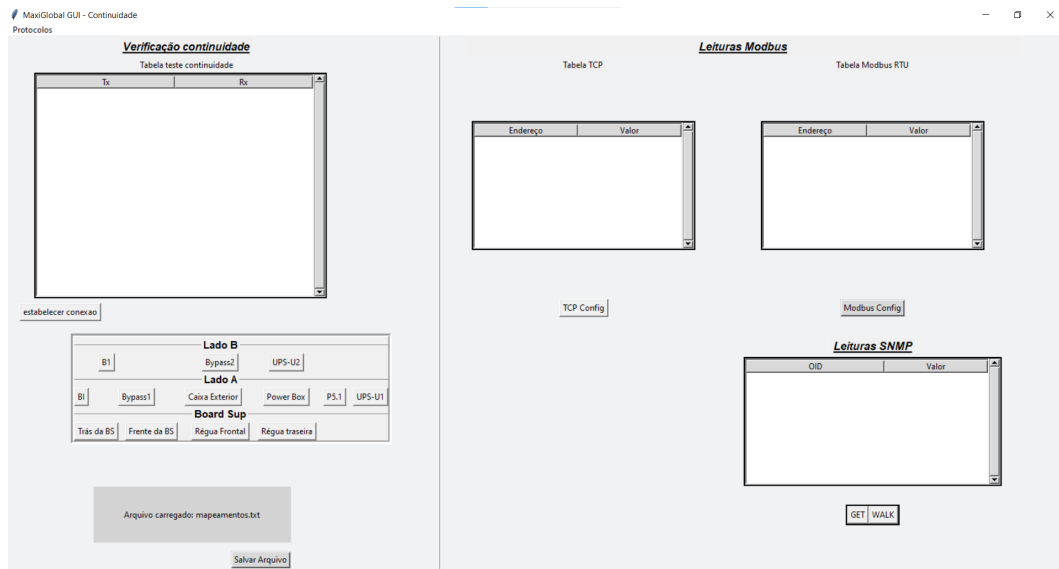 MaxiGlobal GUI - Continuidade
Protocolos
Verificação continuidade
Tabela teste continuidade
Tx Rx
estabelecer conexao
Lado B
B1 Bypass2 UPS-U2
Lado A
BI Bypass1 Caixa Exterior Power Box P5.1 UPS-U1
Board Sup
Trás da BS Frente da BS Régua Frontal Régua traseira
Arquivo carregado: mapeamentos.txt
Salvar Arquivo
Leituras Modbus
Tabela TCP Tabela Modbus RTU
Endereço Valor Endereço Valor
TCP Config Modbus Config
Leituras SNMP
OID Valor
GET WALK